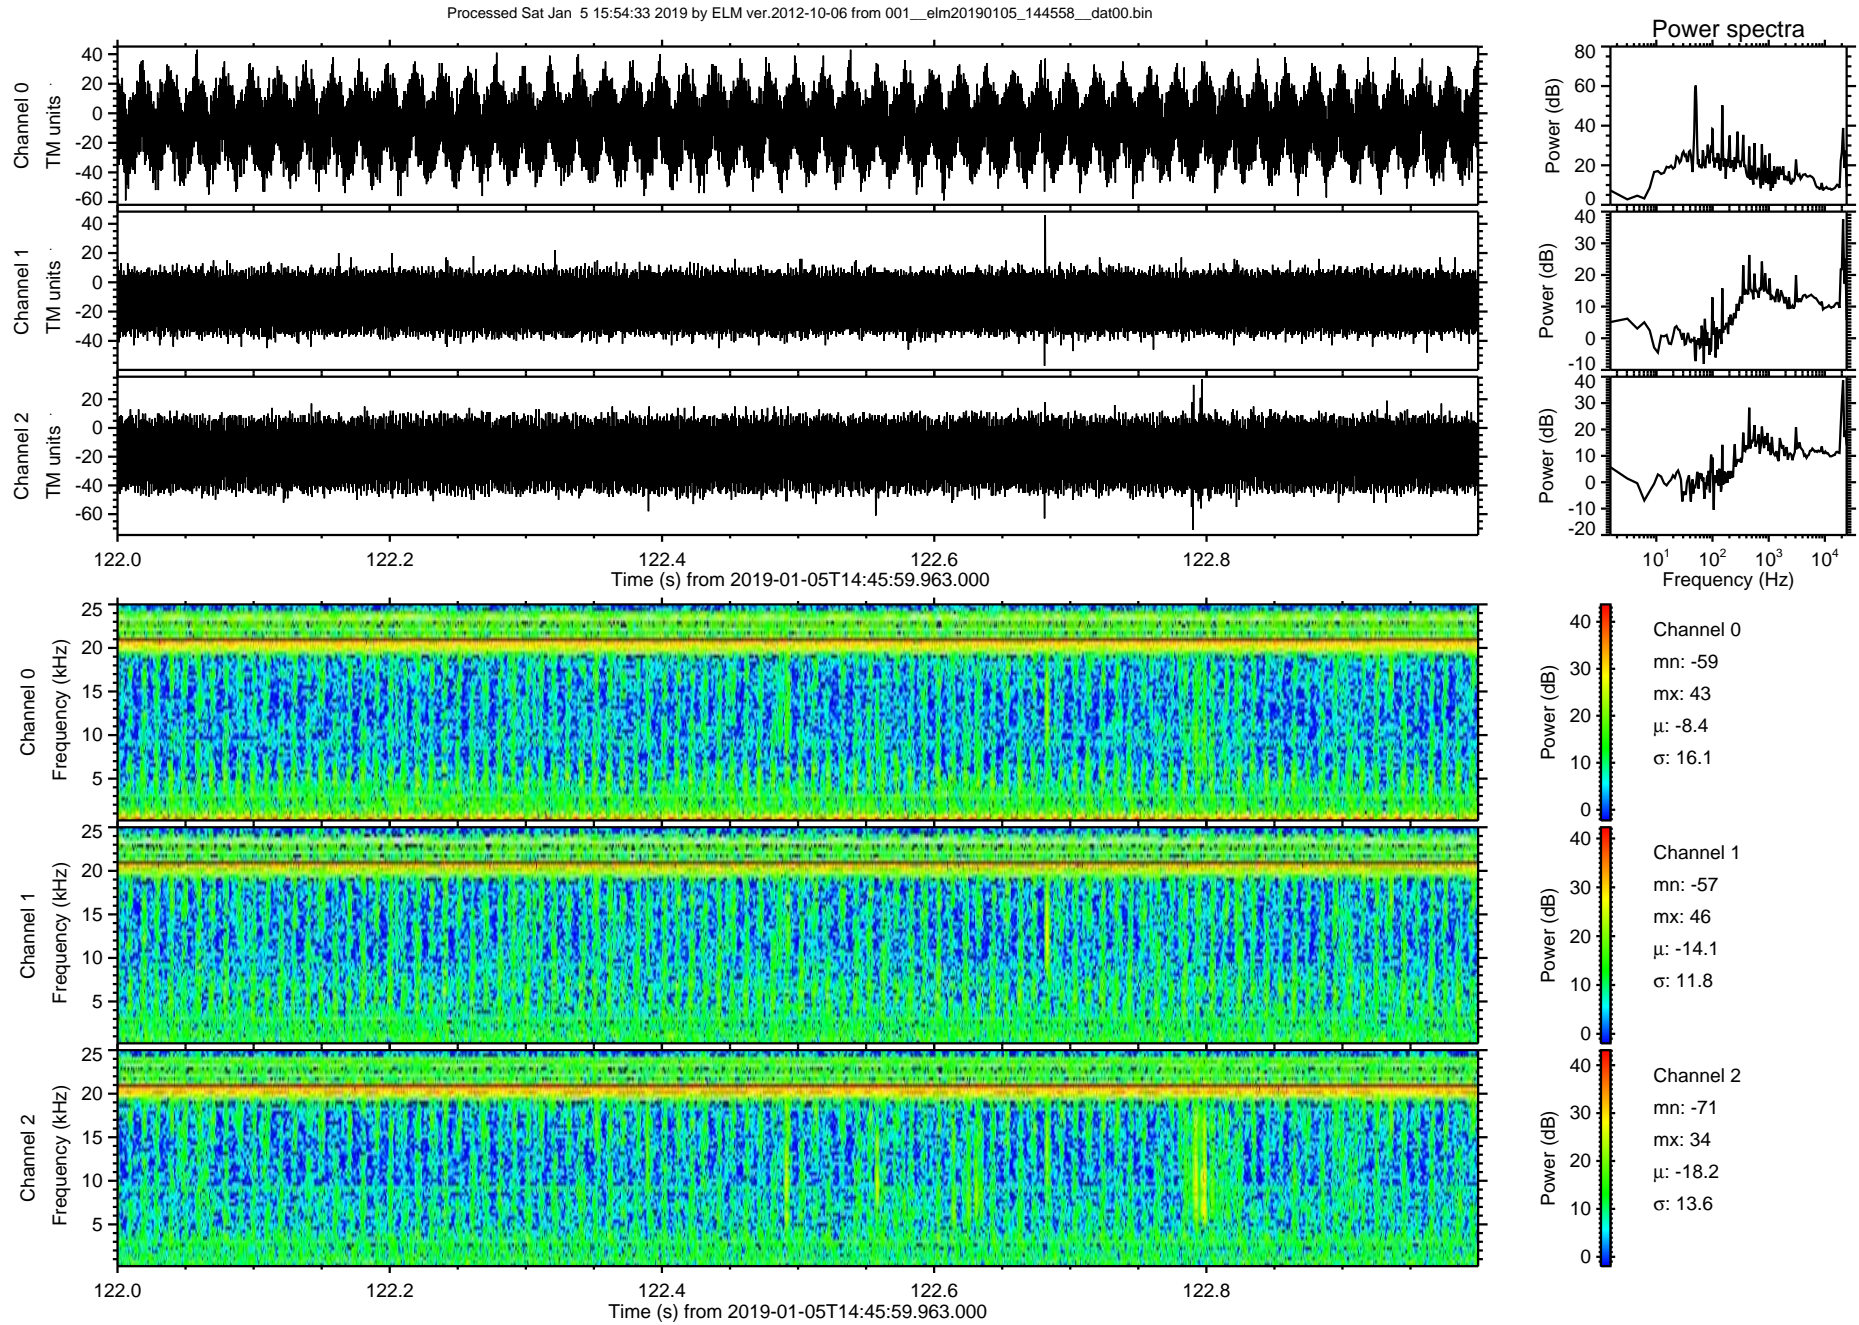 Processed Sat Jan 5 15:54:33 2019 by ELM ver.2012-10-06 from 001__elm20190105_144558__dat00.bin
Power spectra
Channel 0
TM units
40
20
0
-20
-40
-60
Power (dB)
80
60
40
20
0
Channel 1
TM units
40
20
0
-20
-40
Power (dB)
40
30
20
10
0
-10
Channel 2
TM units
20
0
-20
-40
-60
Power (dB)
40
30
20
10
0
-10
-20
122.0 122.2 122.4 122.6 122.8
Time (s) from 2019-01-05T14:45:59.963.000
10¹ 10² 10³ 10⁴
Frequency (Hz)
Channel 0
Frequency (kHz)
25
20
15
10
5
Power (dB)
40
30
20
10
0
Channel 0
mn: -59
mx: 43
μ: -8.4
σ: 16.1
Channel 1
Frequency (kHz)
25
20
15
10
5
Power (dB)
40
30
20
10
0
Channel 1
mn: -57
mx: 46
μ: -14.1
σ: 11.8
Channel 2
Frequency (kHz)
25
20
15
10
5
Power (dB)
40
30
20
10
0
Channel 2
mn: -71
mx: 34
μ: -18.2
σ: 13.6
122.0 122.2 122.4 122.6 122.8
Time (s) from 2019-01-05T14:45:59.963.000